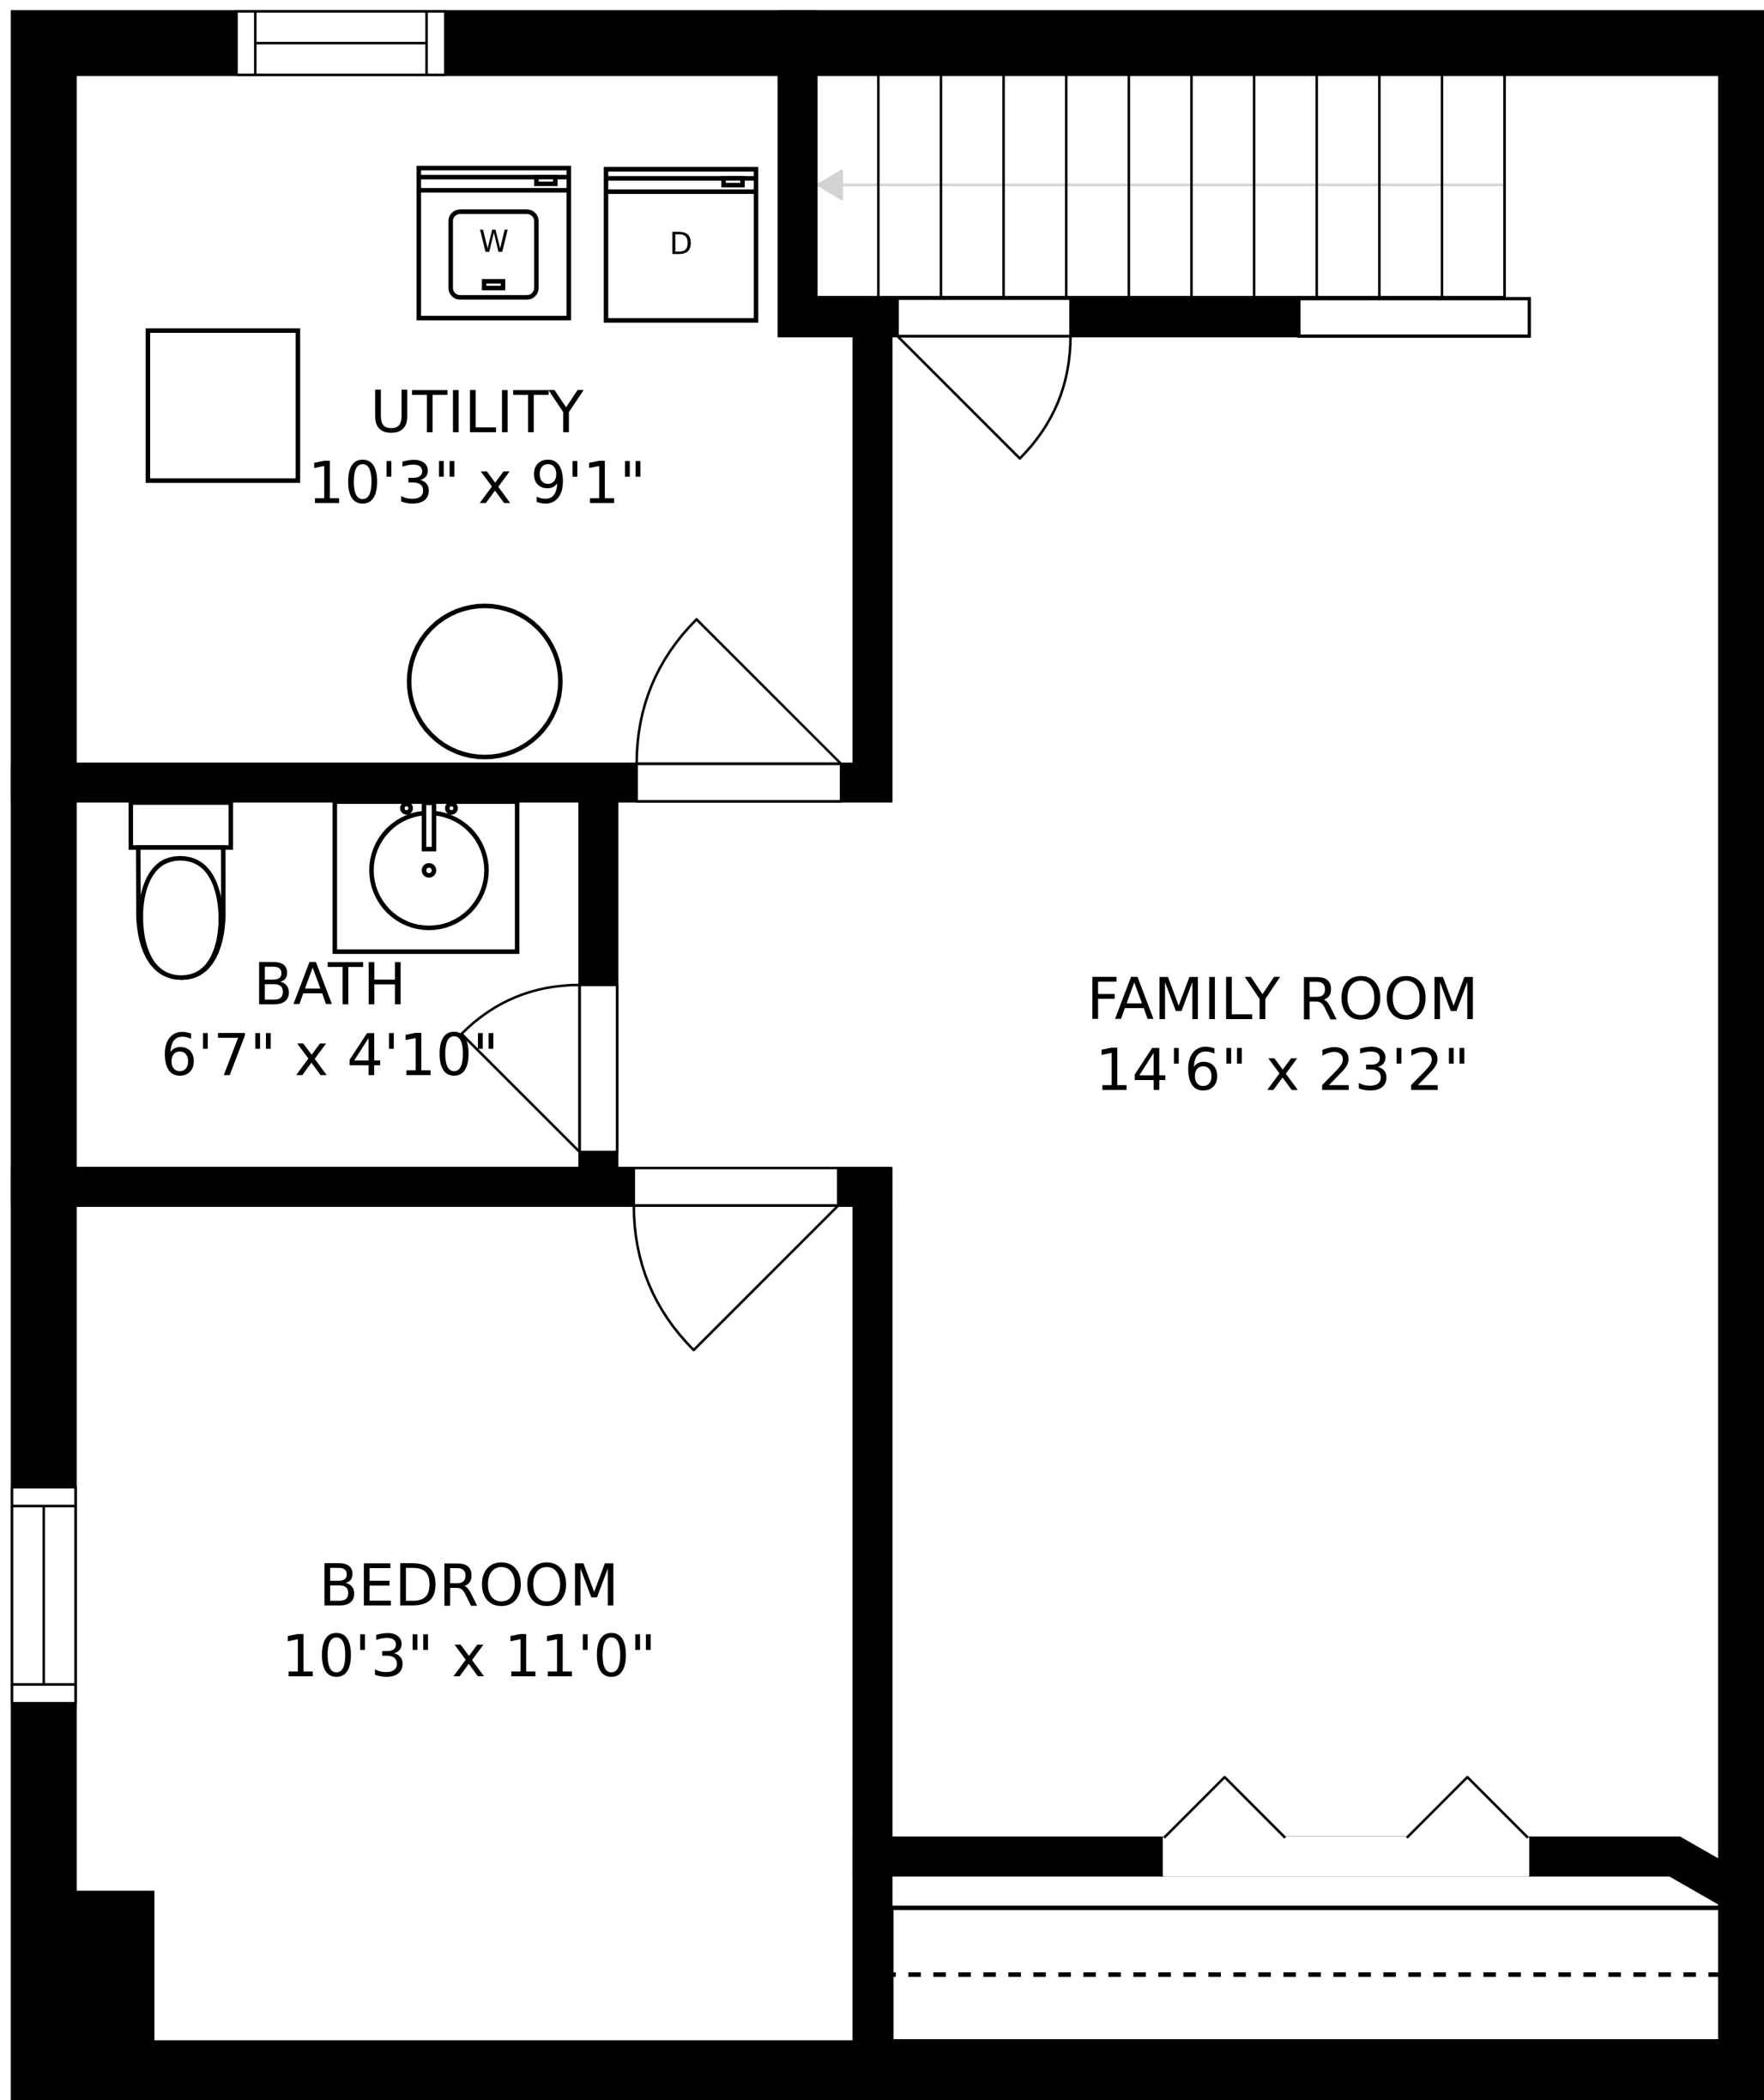 W
D
UTILITY
10'3" x 9'1"
BATH
6'7" x 4'10"
FAMILY ROOM
14'6" x 23'2"
BEDROOM
10'3" x 11'0"